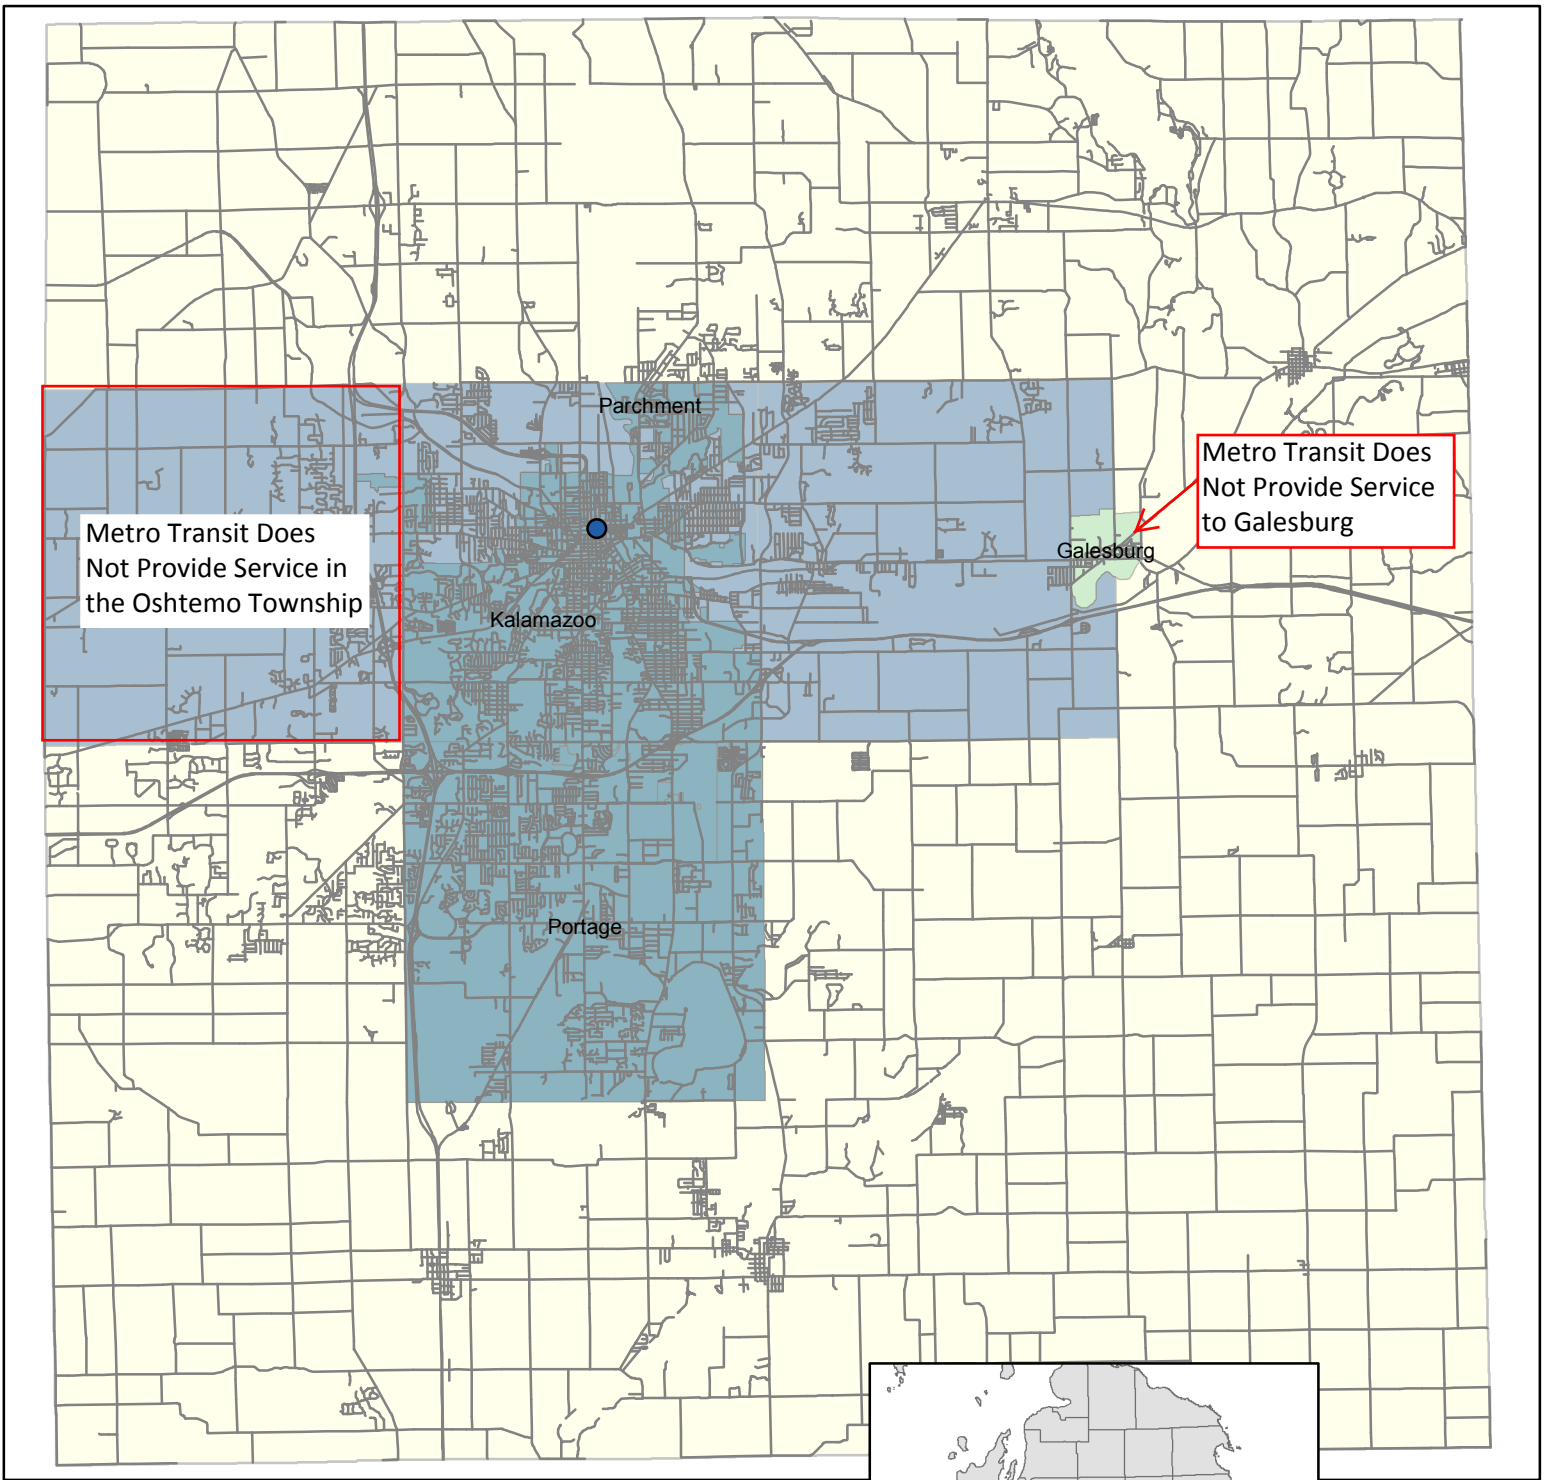 Parchment
Metro Transit Does
Not Provide Service
to Galesburg
Metro Transit Does
Not Provide Service in
the Oshtemo Township
Galesburg
Kalamazoo
Portage